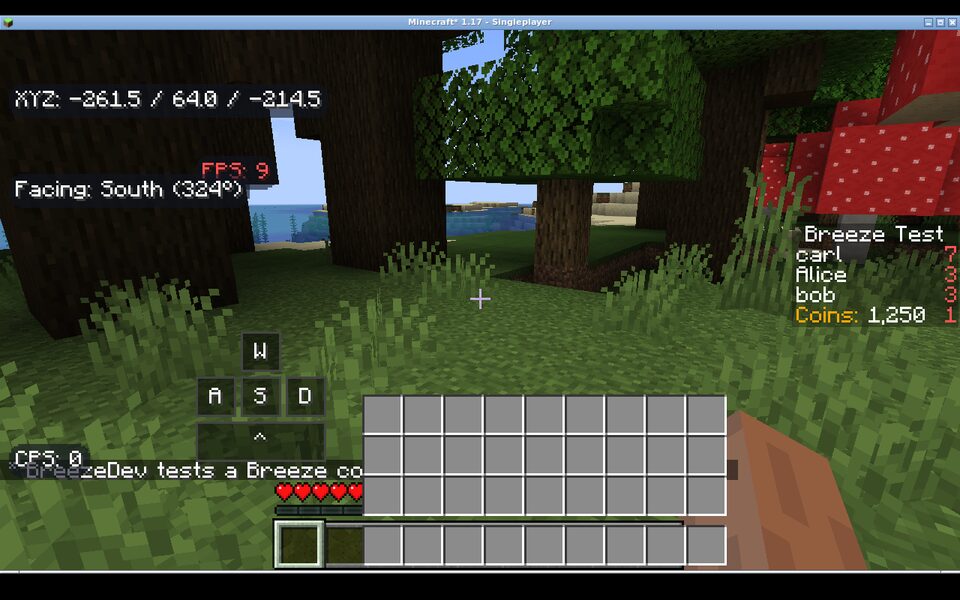 Minecraft* 1.17 - Singleplayer
XYZ: -261.5 / 64.0 / -214.5
FPS: 9
Facing: South (324°)
Breeze Test
carl 7
Alice 3
bob 3
Coins: 1,250 1
W
A S D
^
CPS: 0
BreezeDev tests a Breeze co